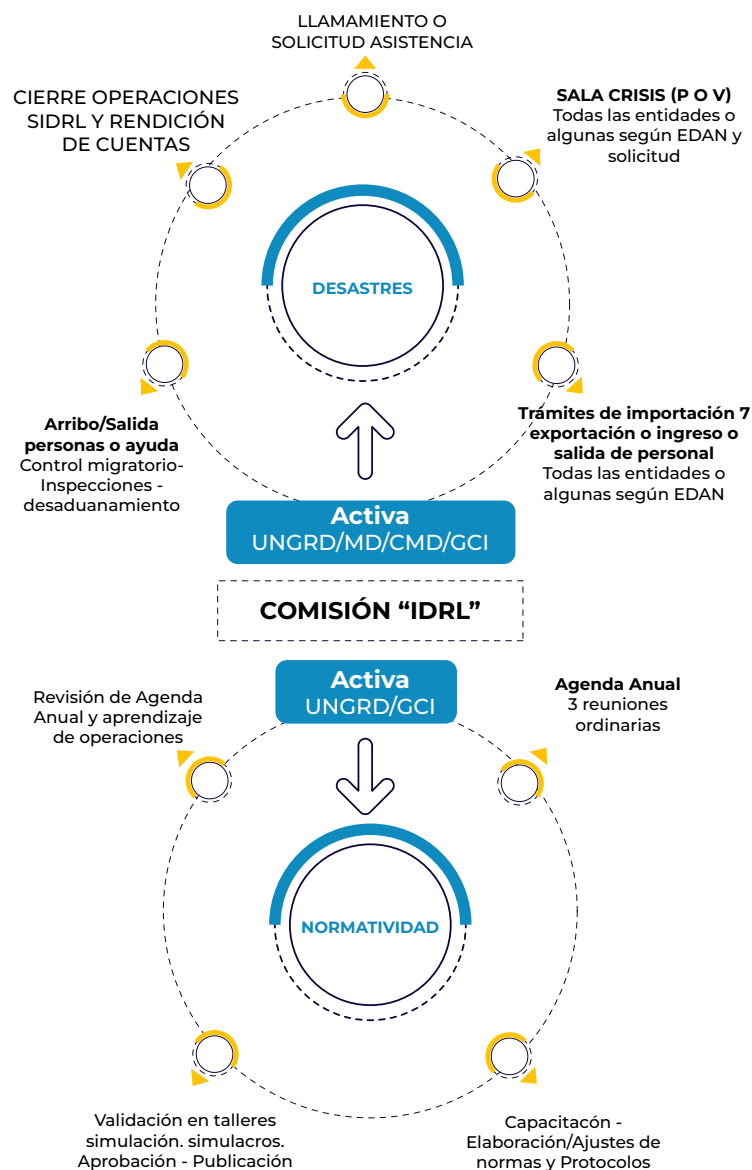 LLAMAMIENTO O
SOLICITUD ASISTENCIA
CIERRE OPERACIONES
SIDRL Y RENDICIÓN
DE CUENTAS
SALA CRISIS (P O V)
Todas las entidades o
algunas según EDAN y
solicitud
DESASTRES
Arribo/Salida
personas o ayuda
Control migratorio-
Inspecciones -
desaduanamiento
Trámites de importación 7
exportación o ingreso o
salida de personal
Todas las entidades o
algunas según EDAN
Activa
UNGRD/MD/CMD/GCI
COMISIÓN “IDRL”
Activa
UNGRD/GCI
Revisión de Agenda
Anual y aprendizaje
de operaciones
Agenda Anual
3 reuniones
ordinarias
NORMATIVIDAD
Validación en talleres
simulación. simulacros.
Aprobación - Publicación
Capacitacón -
Elaboración/Ajustes de
normas y Protocolos